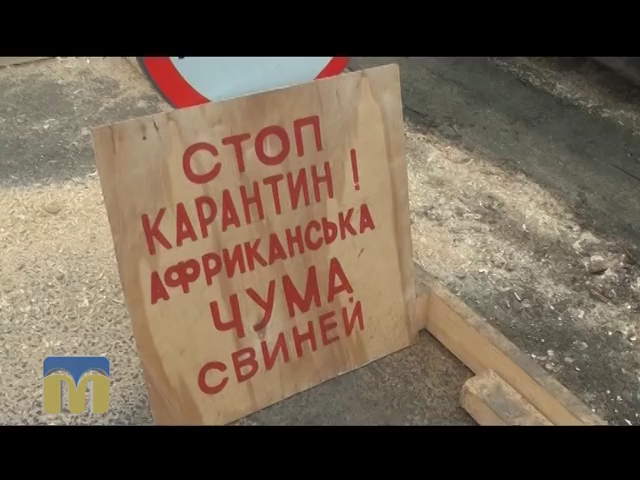 СТОП
КАРАНТИН !
АФРИКАНСЬКА
ЧУМА
СВИНЕЙ
М